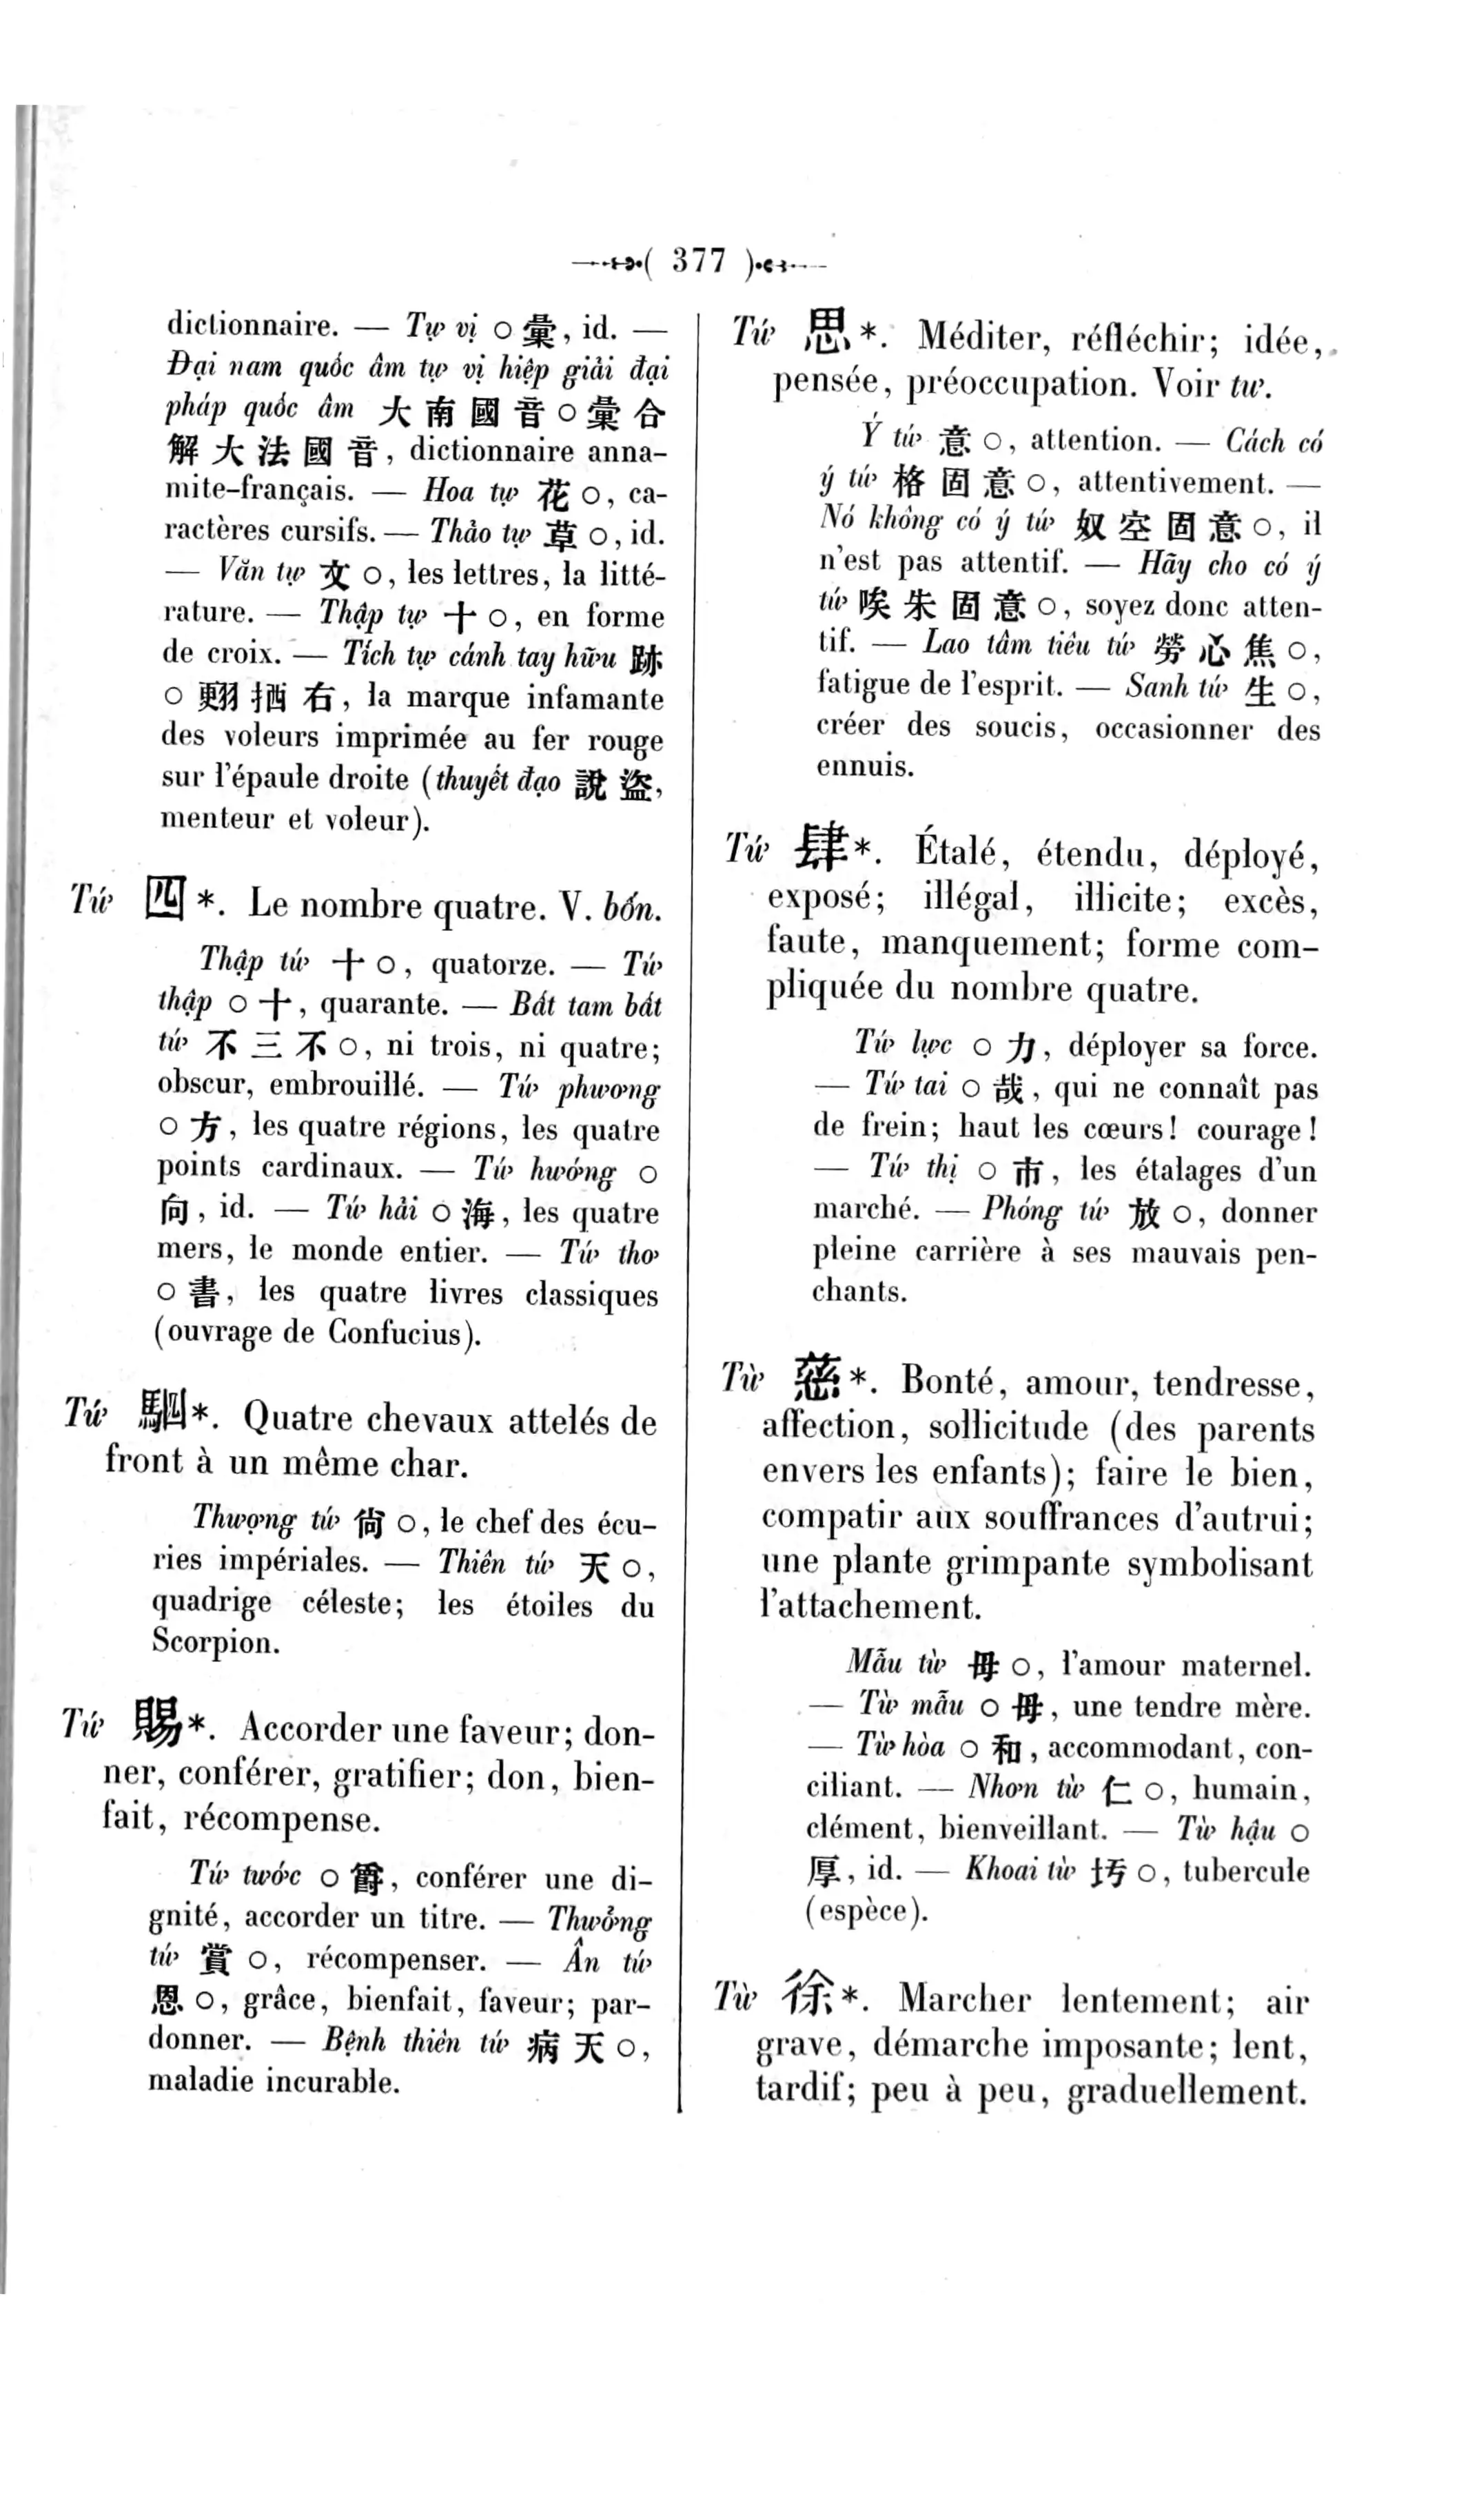 ( 377 )
dictionnaire. — Tự vị ○ 彙, id. —
Đại nam quốc âm tự vị hiệp giải đại
pháp quốc âm 大南國音○彙合
解大法國音, dictionnaire anna-
mite-français. — Hoa tự 花 ○, ca-
ractères cursifs. — Thảo tự 草 ○, id.
— Văn tự 文 ○, les lettres, la litté-
rature. — Thập tự 十 ○, en forme
de croix. — Tích tự cánh tay hữu 跡
○ 翱 拪 右, la marque infamante
des voleurs imprimée au fer rouge
sur l'épaule droite (thuyết đạo 說盜,
menteur et voleur).
Tứ 四 *. Le nombre quatre. V. bốn.
Thập tứ 十 ○, quatorze. — Tứ
thập ○ 十, quarante. — Bất tam bất
tứ 不三不○, ni trois, ni quatre;
obscur, embrouillé. — Tứ phương
○ 方, les quatre régions, les quatre
points cardinaux. — Tứ hướng ○
向, id. — Tứ hải ○ 海, les quatre
mers, le monde entier. — Tứ thơ
○ 書, les quatre livres classiques
(ouvrage de Confucius).
Tứ 駟*. Quatre chevaux attelés de
front à un même char.
Thượng tứ 尙 ○, le chef des écu-
ries impériales. — Thiên tứ 天 ○,
quadrige céleste; les étoiles du
Scorpion.
Tứ 賜*. Accorder une faveur; don-
ner, conférer, gratifier; don, bien-
fait, récompense.
Tứ tước ○ 爵, conférer une di-
gnité, accorder un titre. — Thưởng
tứ 賞 ○, récompenser. — Ân tứ
恩 ○, grâce, bienfait, faveur; par-
donner. — Bệnh thiên tứ 病天○,
maladie incurable.
Tứ 思*. Méditer, réfléchir; idée,
pensée, préoccupation. Voir tư.
Ý tứ 意 ○, attention. — Cách có
ý tứ 格固意○, attentivement. —
Nó không có ý tứ 奴空固意○, il
n'est pas attentif. — Hãy cho có ý
tứ 唉朱固意○, soyez donc atten-
tif. — Lao tâm tiêu tứ 勞心焦○,
fatigue de l'esprit. — Sanh tứ 生 ○,
créer des soucis, occasionner des
ennuis.
Tứ 肆*. Étalé, étendu, déployé,
exposé; illégal, illicite; excès,
faute, manquement; forme com-
pliquée du nombre quatre.
Tứ lực ○ 力, déployer sa force.
— Tứ tai ○ 哉, qui ne connaît pas
de frein; haut les cœurs! courage!
— Tứ thị ○ 市, les étalages d'un
marché. — Phóng tứ 放 ○, donner
pleine carrière à ses mauvais pen-
chants.
Từ 慈*. Bonté, amour, tendresse,
affection, sollicitude (des parents
envers les enfants); faire le bien,
compatir aux souffrances d'autrui;
une plante grimpante symbolisant
l'attachement.
Mẫu từ 母 ○, l'amour maternel.
— Từ mẫu ○ 母, une tendre mère.
— Từ hòa ○ 和, accommodant, con-
ciliant. — Nhơn từ 仁 ○, humain,
clément, bienveillant. — Từ hậu ○
厚, id. — Khoai từ ○, tubercule
(espèce).
Từ 徐*. Marcher lentement; air
grave, démarche imposante; lent,
tardif; peu à peu, graduellement.